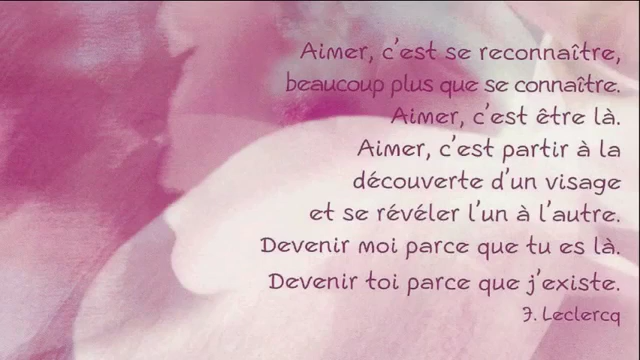 Aimer, c'est se reconnaître,
beaucoup plus que se connaître.
Aimer, c'est être là.
Aimer, c'est partir à la
découverte d'un visage
et se révéler l'un à l'autre.
Devenir moi parce que tu es là.
Devenir toi parce que j'existe.
J. Leclercq